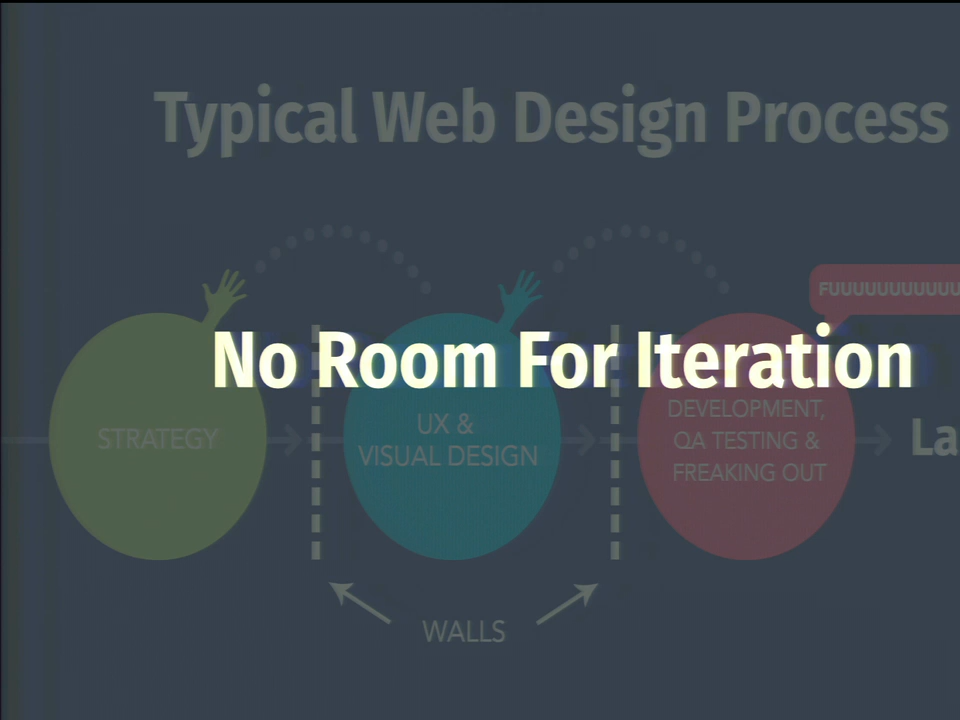 Typical Web Design Process
FUUUUUUUUUUUU
No Room For Iteration
STRATEGY
UX &
VISUAL DESIGN
DEVELOPMENT,
QA TESTING &
FREAKING OUT
La
WALLS